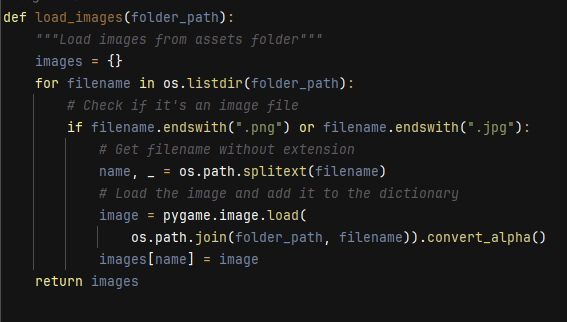 def load_images(folder_path):
    """Load images from assets folder"""
    images = {}
    for filename in os.listdir(folder_path):
        # Check if it's an image file
        if filename.endswith(".png") or filename.endswith(".jpg"):
            # Get filename without extension
            name, _ = os.path.splitext(filename)
            # Load the image and add it to the dictionary
            image = pygame.image.load(
                os.path.join(folder_path, filename)).convert_alpha()
            images[name] = image
    return images